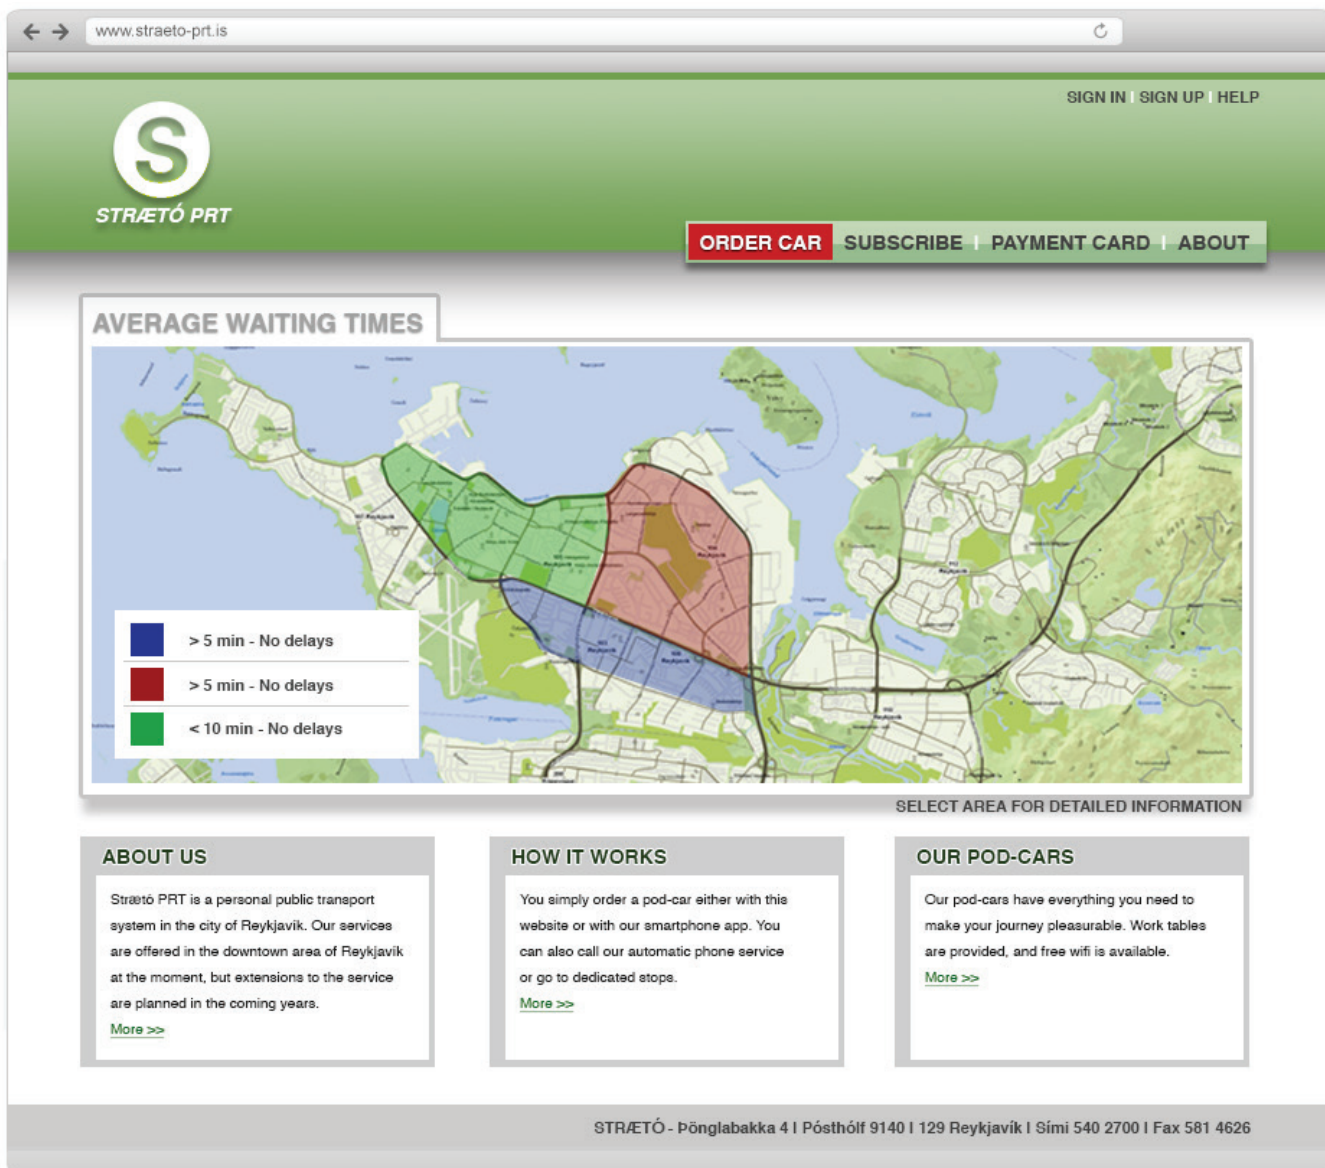 www.straeto-prt.is
SIGN IN | SIGN UP | HELP
S
STRÆTÓ PRT
ORDER CAR SUBSCRIBE | PAYMENT CARD | ABOUT
AVERAGE WAITING TIMES
> 5 min - No delays
> 5 min - No delays
< 10 min - No delays
SELECT AREA FOR DETAILED INFORMATION
ABOUT US
Strætó PRT is a personal public transport
system in the city of Reykjavik. Our services
are offered in the downtown area of Reykjavík
at the moment, but extensions to the service
are planned in the coming years.
More >>
HOW IT WORKS
You simply order a pod-car either with this
website or with our smartphone app. You
can also call our automatic phone service
or go to dedicated stops.
More >>
OUR POD-CARS
Our pod-cars have everything you need to
make your journey pleasurable. Work tables
are provided, and free wifi is available.
More >>
STRÆTÓ - Þönglabakka 4 | Pósthólf 9140 | 129 Reykjavík | Sími 540 2700 | Fax 581 4626